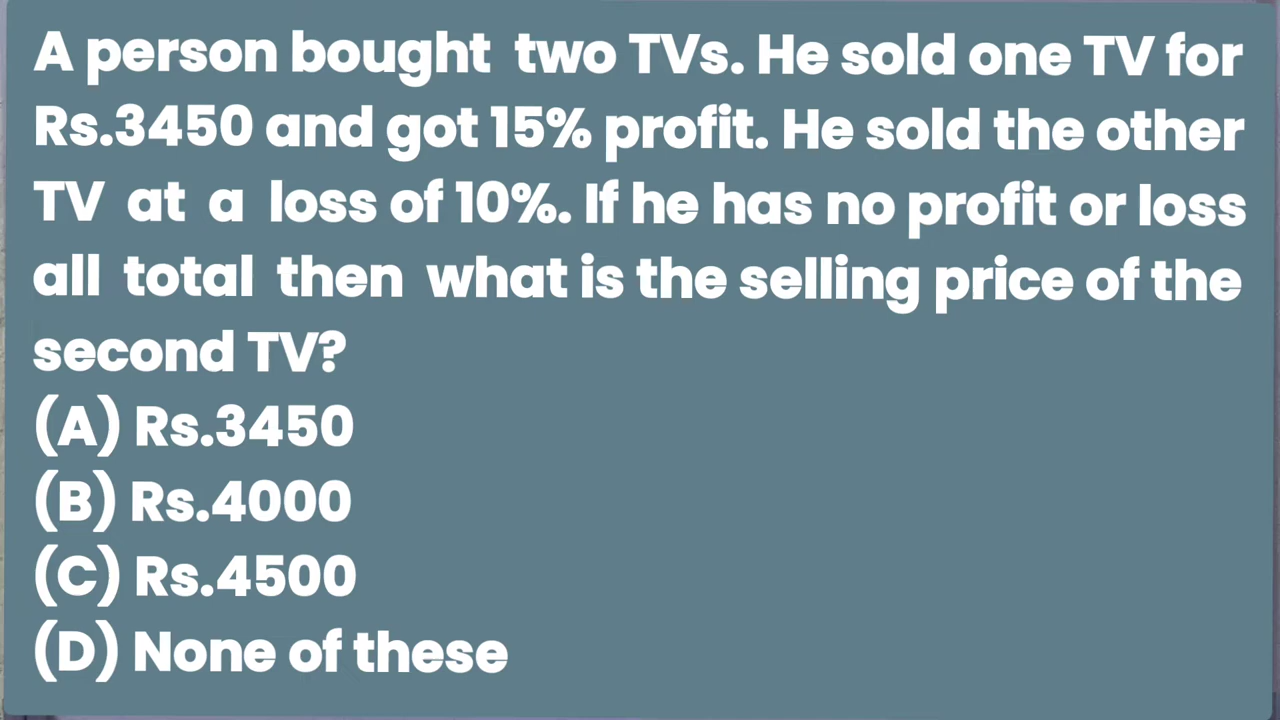 A person bought two TVs. He sold one TV for
Rs.3450 and got 15% profit. He sold the other
TV at a loss of 10%. If he has no profit or loss
all total then what is the selling price of the
second TV?
(A) Rs.3450
(B) Rs.4000
(C) Rs.4500
(D) None of these